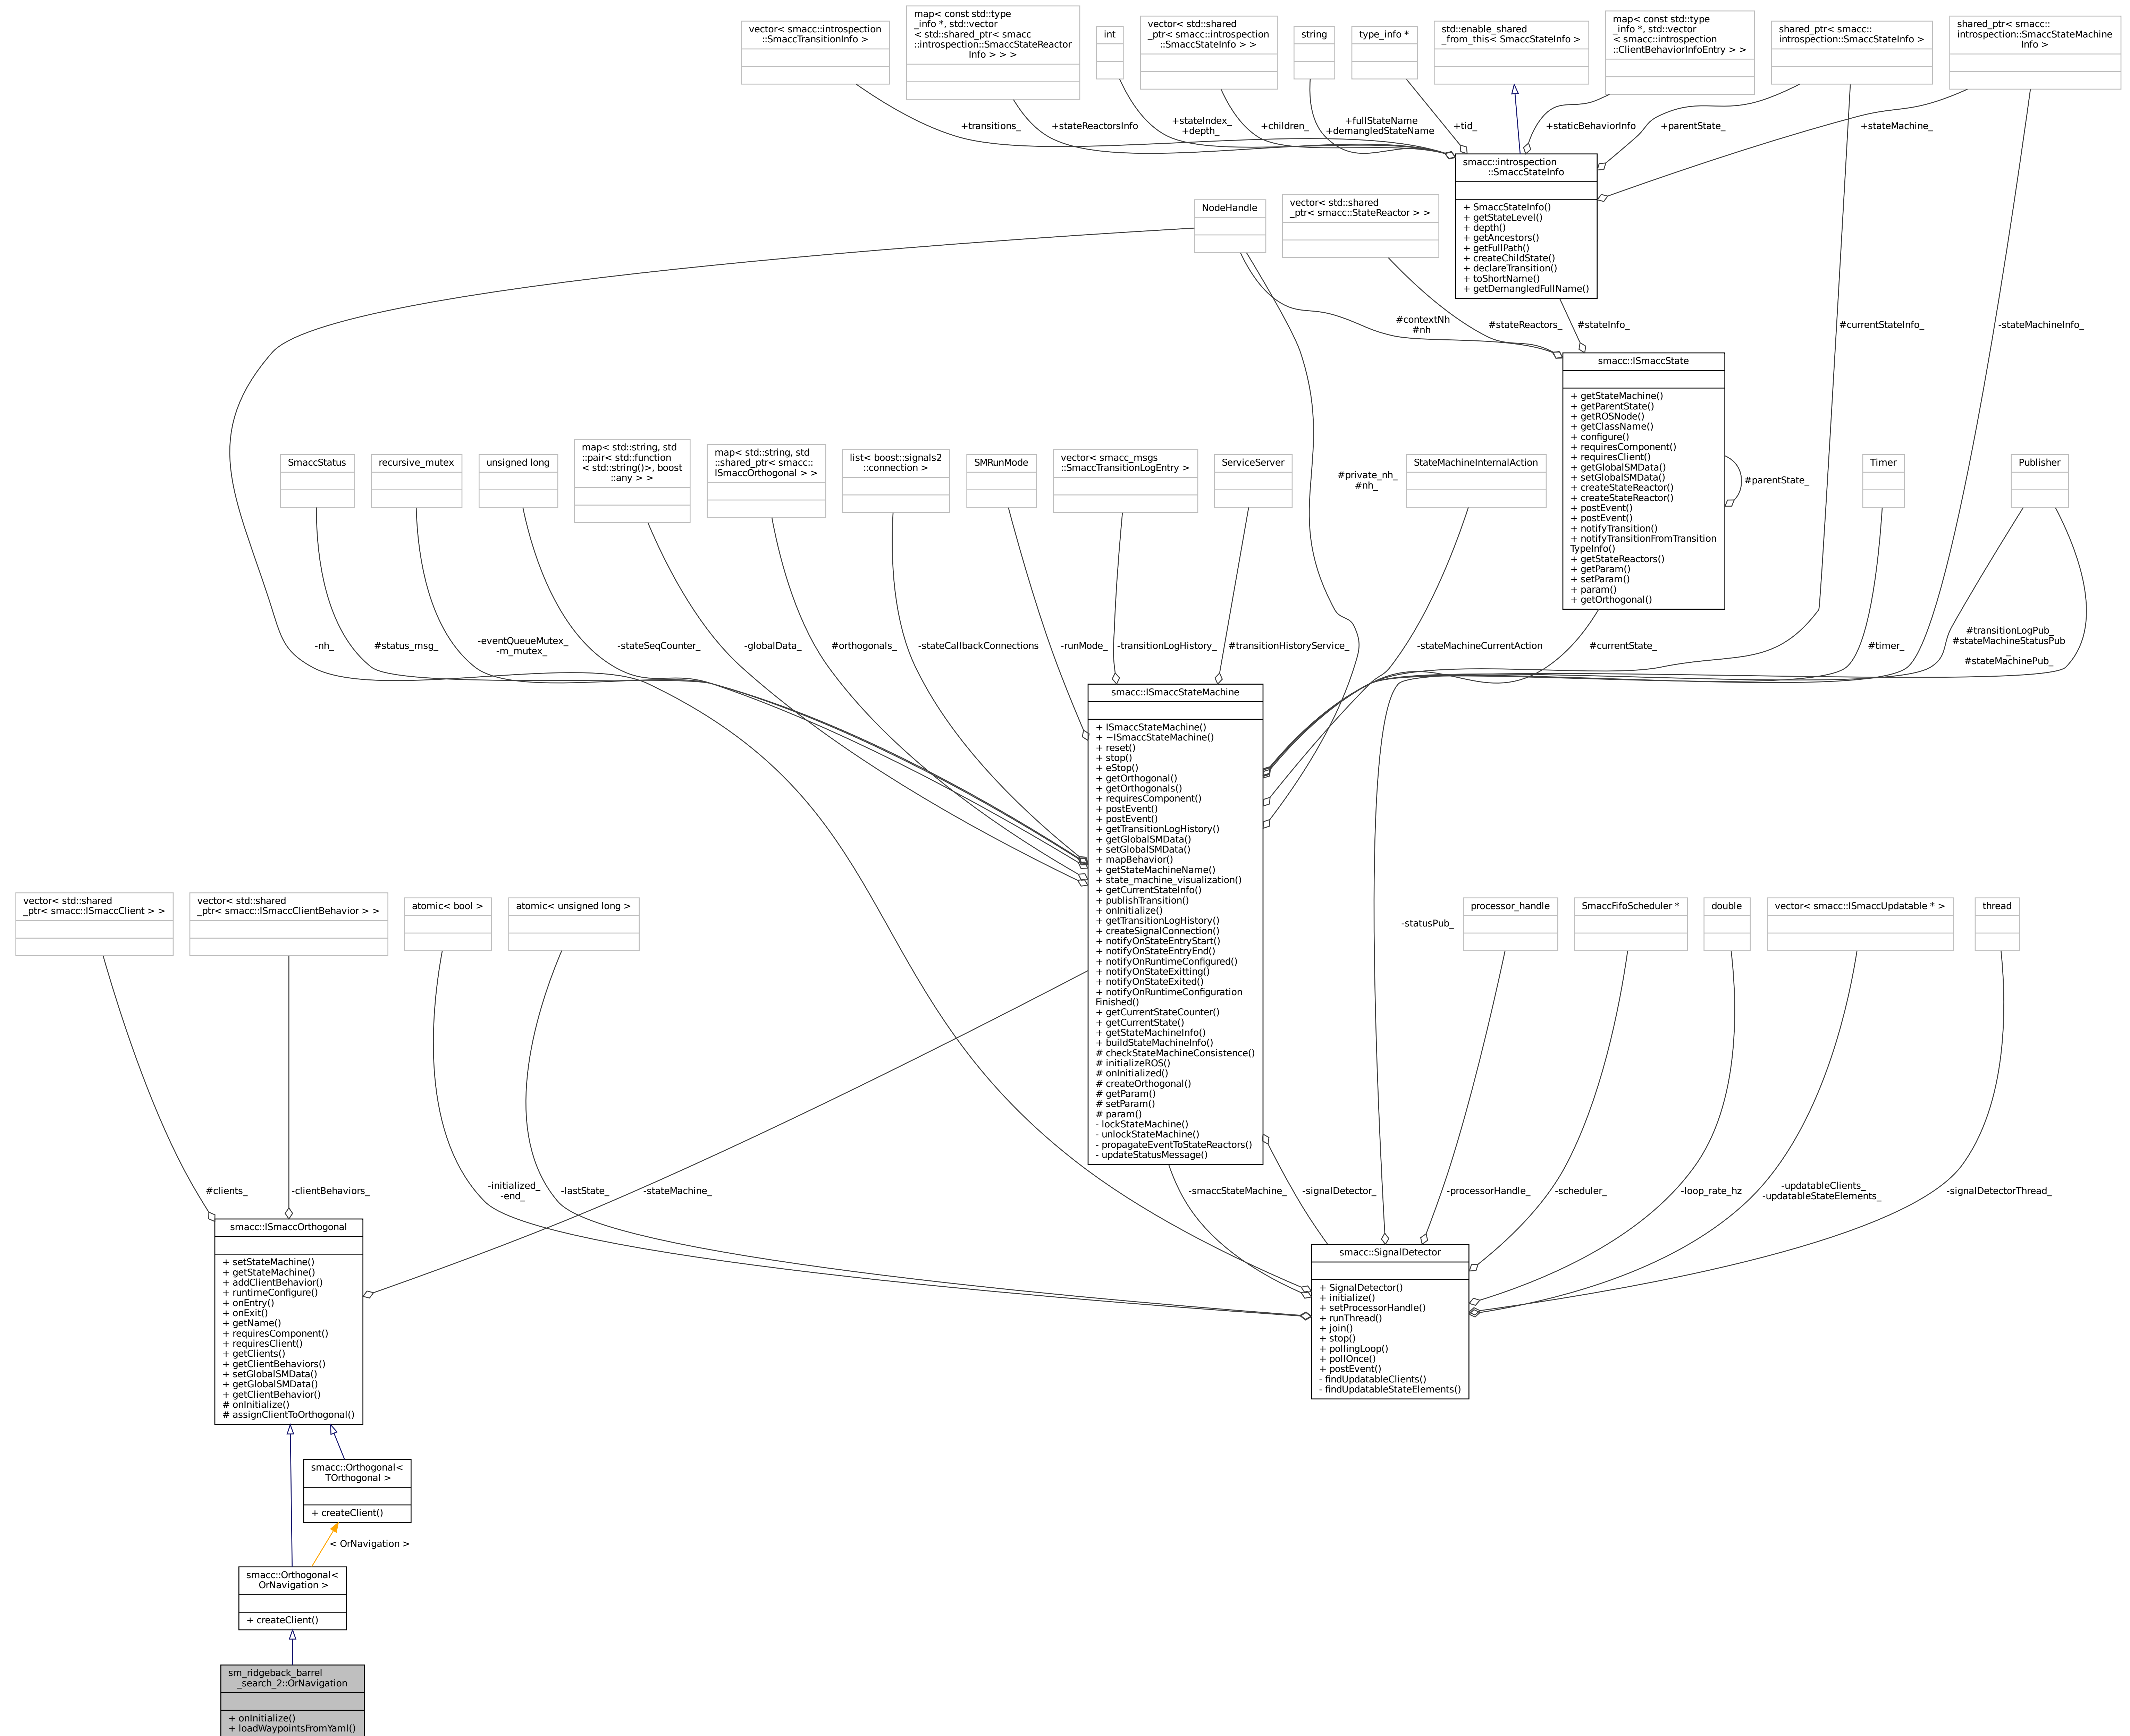 vector< smacc::introspection
::SmaccTransitionInfo >
map< const std::type
_info *, std::vector
< std::shared_ptr< smacc
::introspection::SmaccStateReactor
Info > > >
int
vector< std::shared
_ptr< smacc::introspection
::SmaccStateInfo > >
string
type_info *
std::enable_shared
_from_this< SmaccStateInfo >
map< const std::type
_info *, std::vector
< smacc::introspection
::ClientBehaviorInfoEntry > >
shared_ptr< smacc::
introspection::SmaccStateInfo >
shared_ptr< smacc::
introspection::SmaccStateMachine
Info >
+transitions_
+stateReactorsInfo
+stateIndex_
+depth_
+children_
+fullStateName
+demangledStateName
+tid_
+staticBehaviorInfo
+parentState_
+stateMachine_
smacc::introspection
::SmaccStateInfo
+ SmaccStateInfo()
+ getStateLevel()
+ depth()
+ getAncestors()
+ getFullPath()
+ createChildState()
+ declareTransition()
+ toShortName()
+ getDemangledFullName()
NodeHandle
vector< std::shared
_ptr< smacc::StateReactor > >
#contextNh
#nh
#stateReactors_
#stateInfo_
#currentStateInfo_
-stateMachineInfo_
smacc::ISmaccState
+ getStateMachine()
+ getParentState()
+ getROSNode()
+ getClassName()
+ configure()
+ requiresComponent()
+ requiresClient()
+ getGlobalSMData()
+ setGlobalSMData()
+ createStateReactor()
+ createStateReactor()
+ postEvent()
+ postEvent()
+ notifyTransition()
+ notifyTransitionFromTransition
TypeInfo()
+ getStateReactors()
+ getParam()
+ setParam()
+ param()
+ getOrthogonal()
#parentState_
SmaccStatus
recursive_mutex
unsigned long
map< std::string, std
::pair< std::function
< std::string()>, boost
::any > >
map< std::string, std
::shared_ptr< smacc::
ISmaccOrthogonal > >
list< boost::signals2
::connection >
SMRunMode
vector< smacc_msgs
::SmaccTransitionLogEntry >
ServiceServer
#private_nh_
#nh_
StateMachineInternalAction
Timer
Publisher
-nh_
#status_msg_
-eventQueueMutex_
-m_mutex_
-stateSeqCounter_
-globalData_
#orthogonals_
-stateCallbackConnections
-runMode_
-transitionLogHistory_
#transitionHistoryService_
-stateMachineCurrentAction
#currentState_
#timer_
#transitionLogPub_
#stateMachineStatusPub
_
#stateMachinePub_
smacc::ISmaccStateMachine
+ ISmaccStateMachine()
+ ~ISmaccStateMachine()
+ reset()
+ stop()
+ eStop()
+ getOrthogonal()
+ getOrthogonals()
+ requiresComponent()
+ postEvent()
+ postEvent()
+ getTransitionLogHistory()
+ getGlobalSMData()
+ setGlobalSMData()
+ mapBehavior()
+ getStateMachineName()
+ state_machine_visualization()
+ getCurrentStateInfo()
+ publishTransition()
+ onInitialize()
+ getTransitionLogHistory()
+ createSignalConnection()
+ notifyOnStateEntryStart()
+ notifyOnStateEntryEnd()
+ notifyOnRuntimeConfigured()
+ notifyOnStateExitting()
+ notifyOnStateExited()
+ notifyOnRuntimeConfiguration
Finished()
+ getCurrentStateCounter()
+ getCurrentState()
+ getStateMachineInfo()
+ buildStateMachineInfo()
# checkStateMachineConsistence()
# initializeROS()
# onInitialized()
# createOrthogonal()
# getParam()
# setParam()
# param()
- lockStateMachine()
- unlockStateMachine()
- propagateEventToStateReactors()
- updateStatusMessage()
vector< std::shared
_ptr< smacc::ISmaccClient > >
vector< std::shared
_ptr< smacc::ISmaccClientBehavior > >
atomic< bool >
atomic< unsigned long >
-statusPub_
processor_handle
SmaccFifoScheduler *
double
vector< smacc::ISmaccUpdatable * >
thread
#clients_
-clientBehaviors_
-initialized_
-end_
-lastState_
-stateMachine_
-smaccStateMachine_
-signalDetector_
-processorHandle_
-scheduler_
-loop_rate_hz
-updatableClients_
-updatableStateElements_
-signalDetectorThread_
smacc::ISmaccOrthogonal
+ setStateMachine()
+ getStateMachine()
+ addClientBehavior()
+ runtimeConfigure()
+ onEntry()
+ onExit()
+ getName()
+ requiresComponent()
+ requiresClient()
+ getClients()
+ getClientBehaviors()
+ setGlobalSMData()
+ getGlobalSMData()
+ getClientBehavior()
# onInitialize()
# assignClientToOrthogonal()
smacc::SignalDetector
+ SignalDetector()
+ initialize()
+ setProcessorHandle()
+ runThread()
+ join()
+ stop()
+ pollingLoop()
+ pollOnce()
+ postEvent()
- findUpdatableClients()
- findUpdatableStateElements()
smacc::Orthogonal<
TOrthogonal >
+ createClient()
< OrNavigation >
smacc::Orthogonal<
OrNavigation >
+ createClient()
sm_ridgeback_barrel
_search_2::OrNavigation
+ onInitialize()
+ loadWaypointsFromYaml()